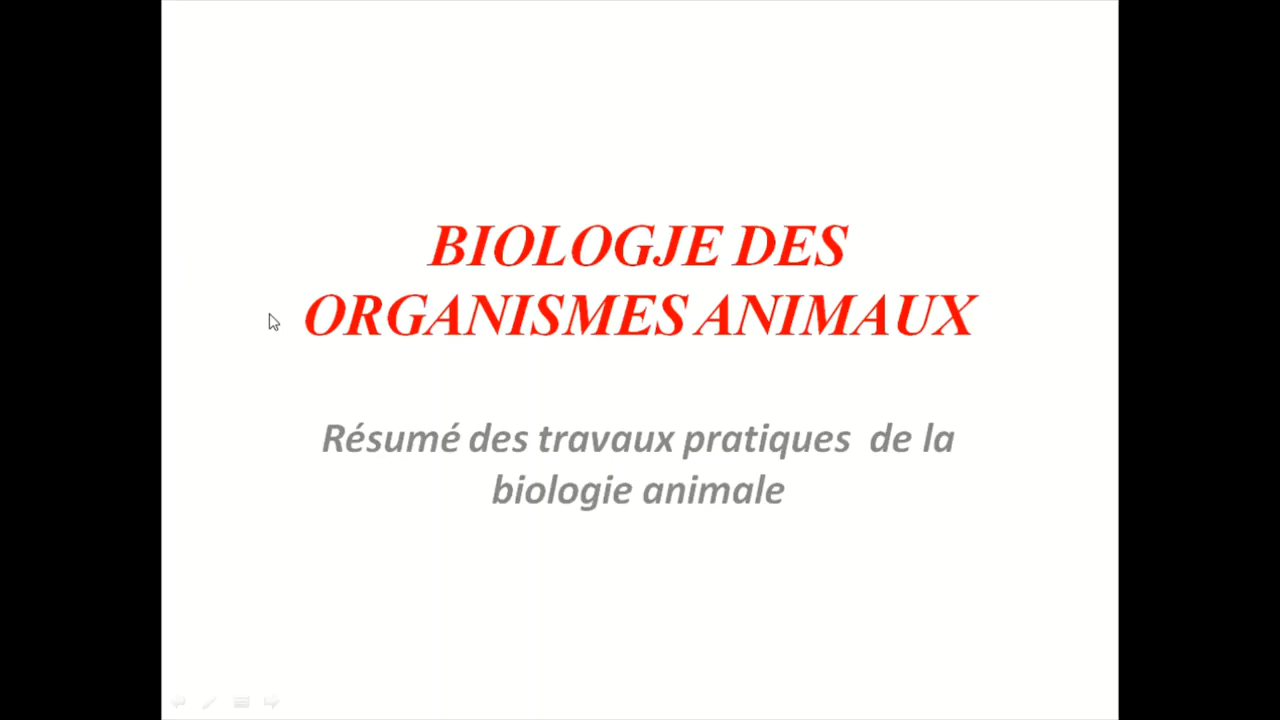 BIOLOGJE DES
ORGANISMES ANIMAUX
Résumé des travaux pratiques de la
biologie animale